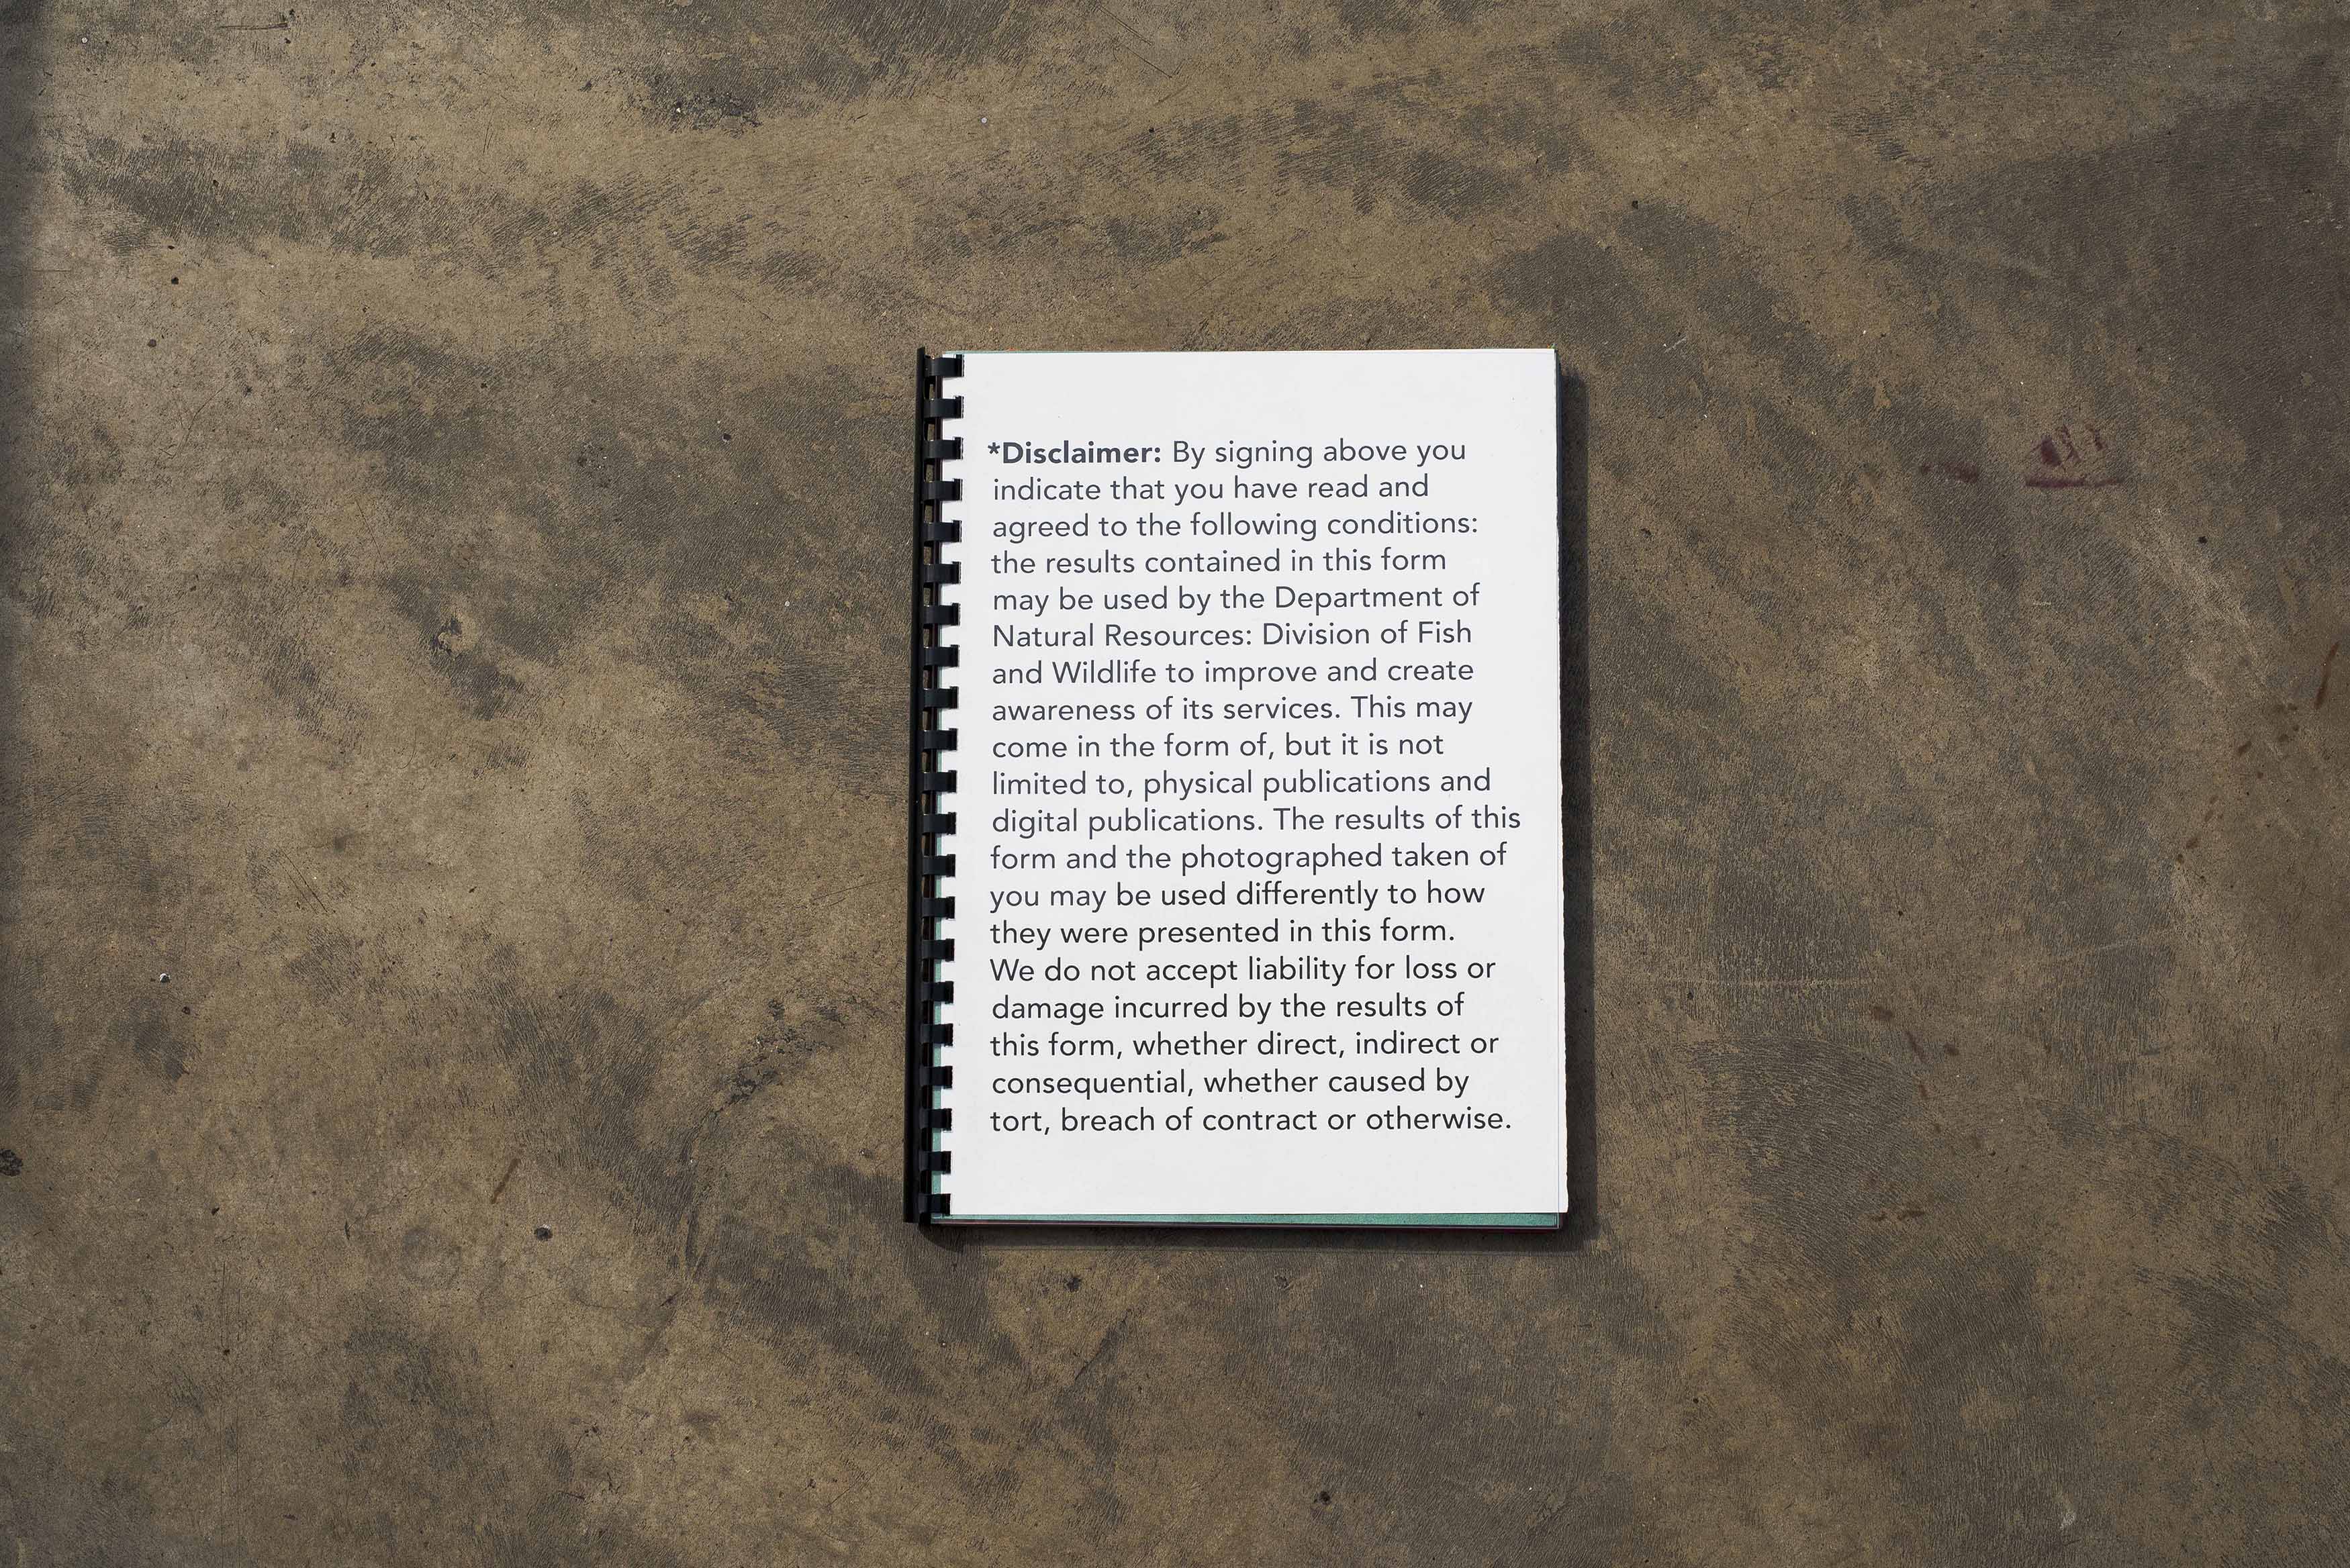 *Disclaimer: By signing above you
indicate that you have read and
agreed to the following conditions:
the results contained in this form
may be used by the Department of
Natural Resources: Division of Fish
and Wildlife to improve and create
awareness of its services. This may
come in the form of, but it is not
limited to, physical publications and
digital publications. The results of this
form and the photographed taken of
you may be used differently to how
they were presented in this form.
We do not accept liability for loss or
damage incurred by the results of
this form, whether direct, indirect or
consequential, whether caused by
tort, breach of contract or otherwise.